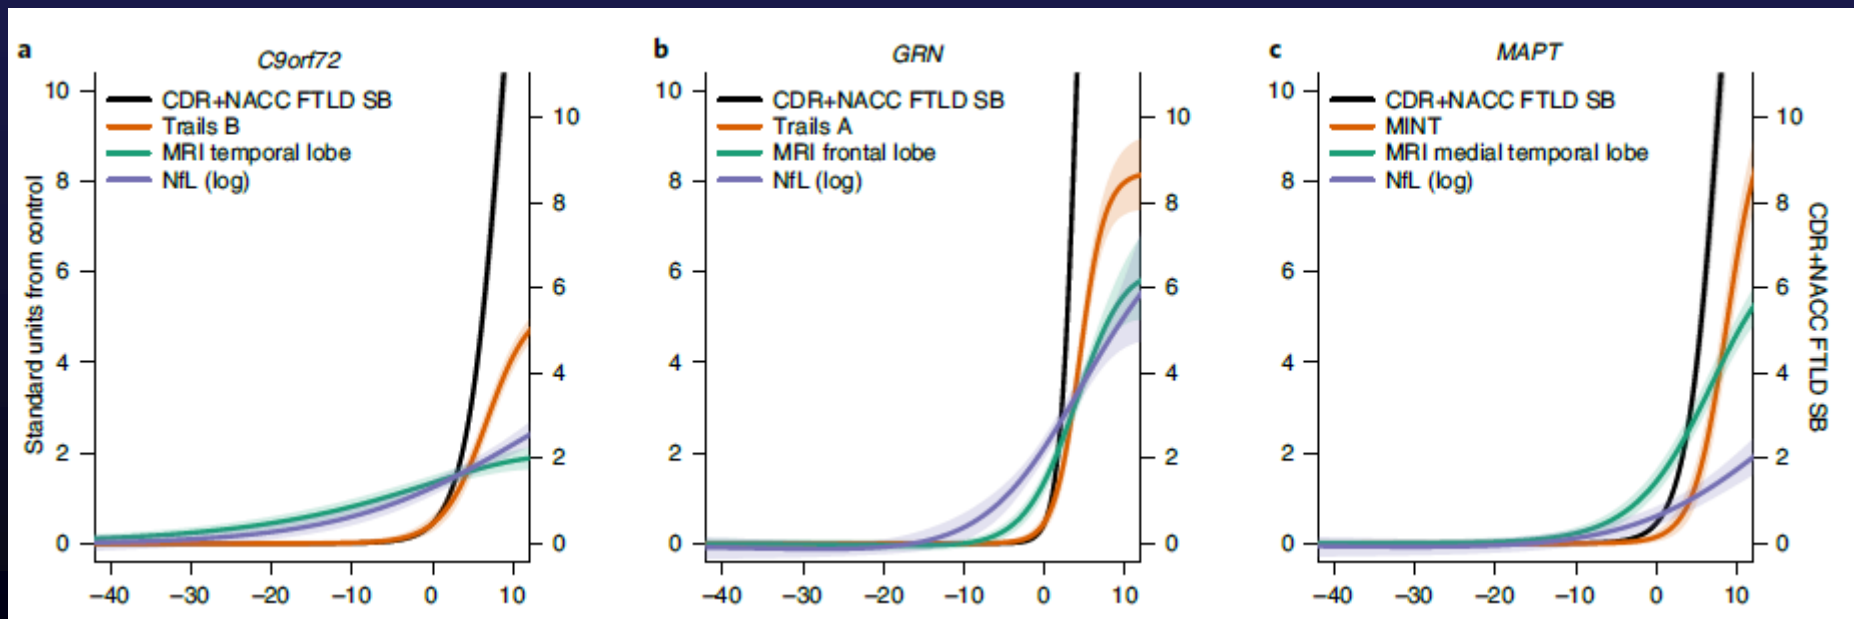 a
C9orf72
CDR+NACC FTLD SB
Trails B
MRI temporal lobe
NfL (log)
Standard units from control
10
8
6
4
2
0
10
8
6
4
2
0
−40 −30 −20 −10 0 10
b
GRN
CDR+NACC FTLD SB
Trails A
MRI frontal lobe
NfL (log)
10
8
6
4
2
0
10
8
6
4
2
0
−40 −30 −20 −10 0 10
c
MAPT
CDR+NACC FTLD SB
MINT
MRI medial temporal lobe
NfL (log)
10
8
6
4
2
0
10
8
6
4
2
0
CDR+NACC FTLD SB
−40 −30 −20 −10 0 10